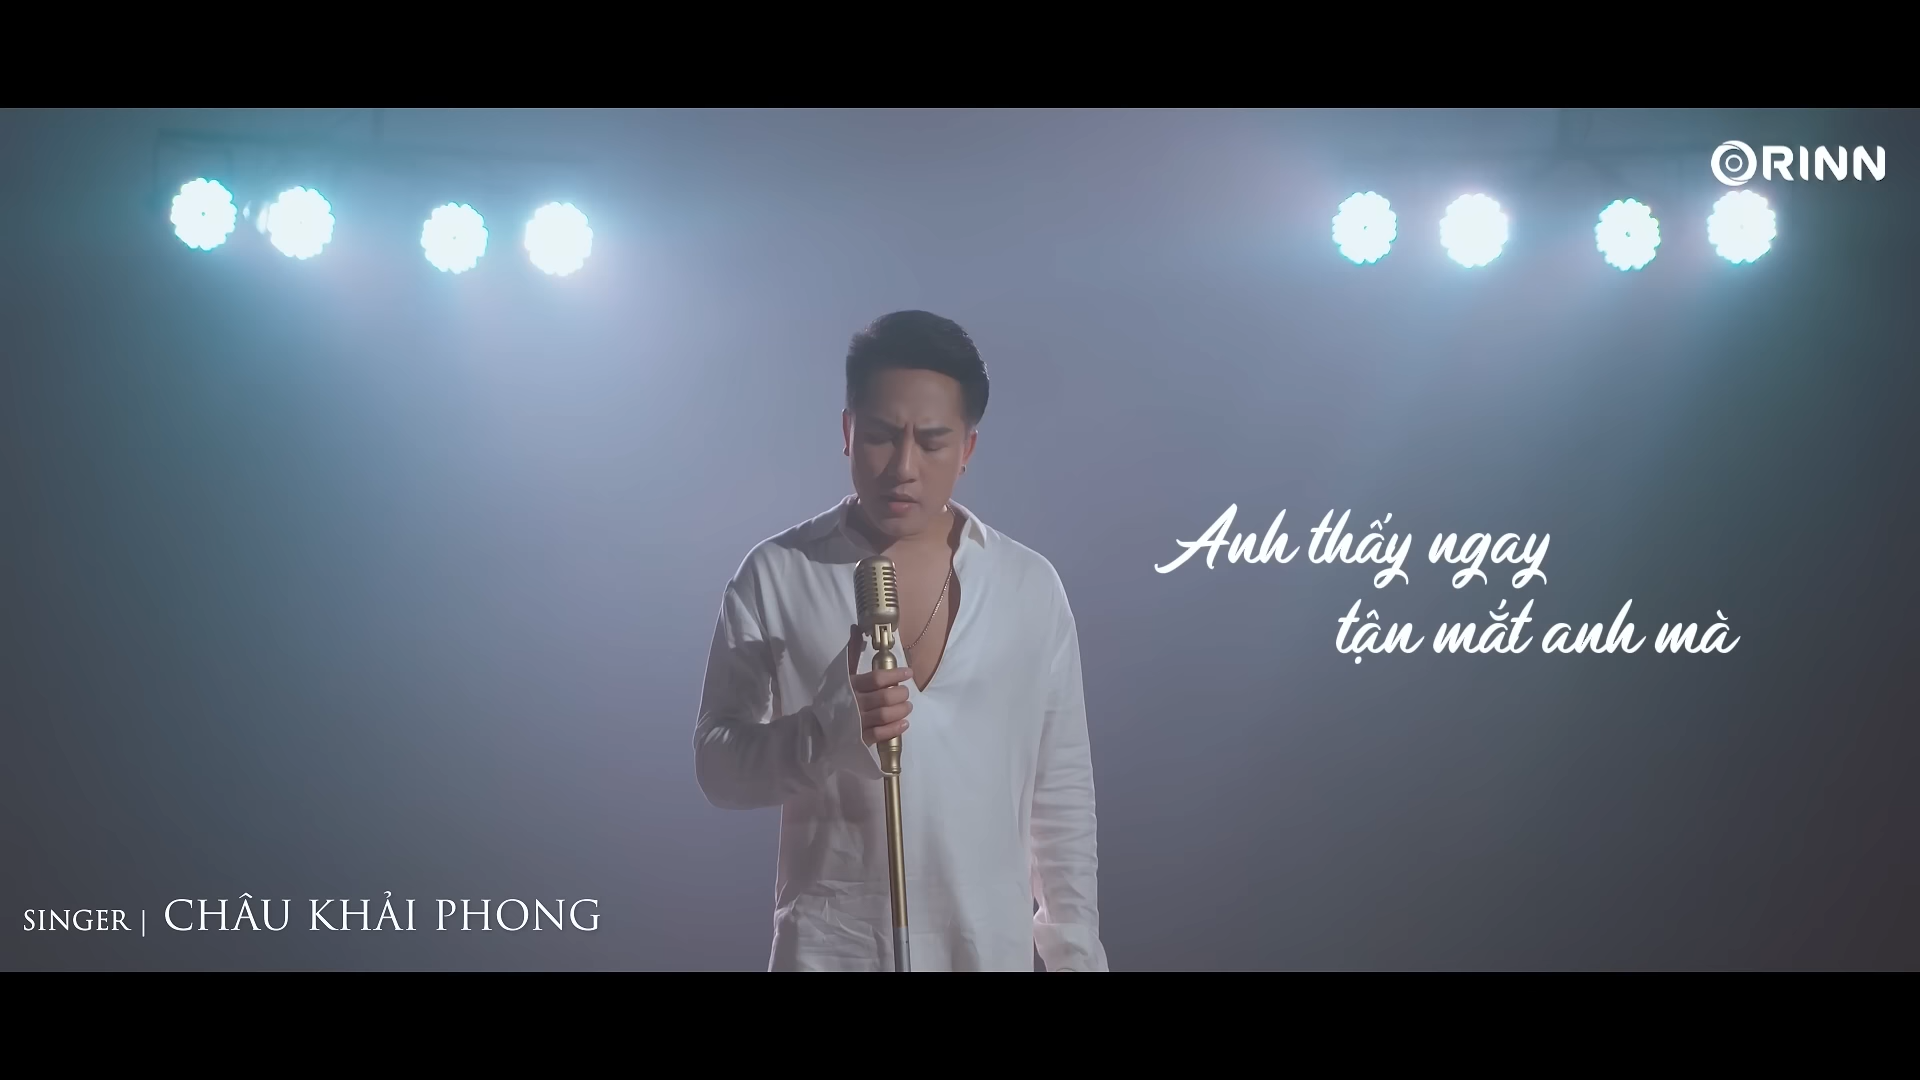 ORINN
Anh thấy ngay
tận mắt anh mà
SINGER | CHÂU KHẢI PHONG